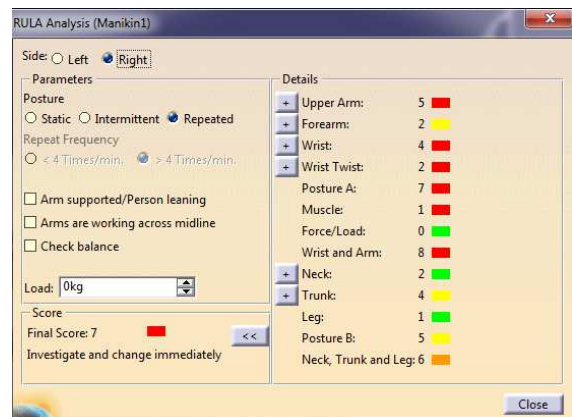 RULA Analysis (Manikin1)
Side: Left Right
Parameters
Posture
Static Intermittent Repeated
Repeat Frequency
< 4 Times/min. > 4 Times/min.
Arm supported/Person leaning
Arms are working across midline
Check balance
Load: 0kg
Score
Final Score: 7
<<
Investigate and change immediately
Details
+ Upper Arm: 5
+ Forearm: 2
+ Wrist: 4
+ Wrist Twist: 2
Posture A: 7
Muscle: 1
Force/Load: 0
Wrist and Arm: 8
+ Neck: 2
+ Trunk: 4
Leg: 1
Posture B: 5
Neck, Trunk and Leg: 6
Close